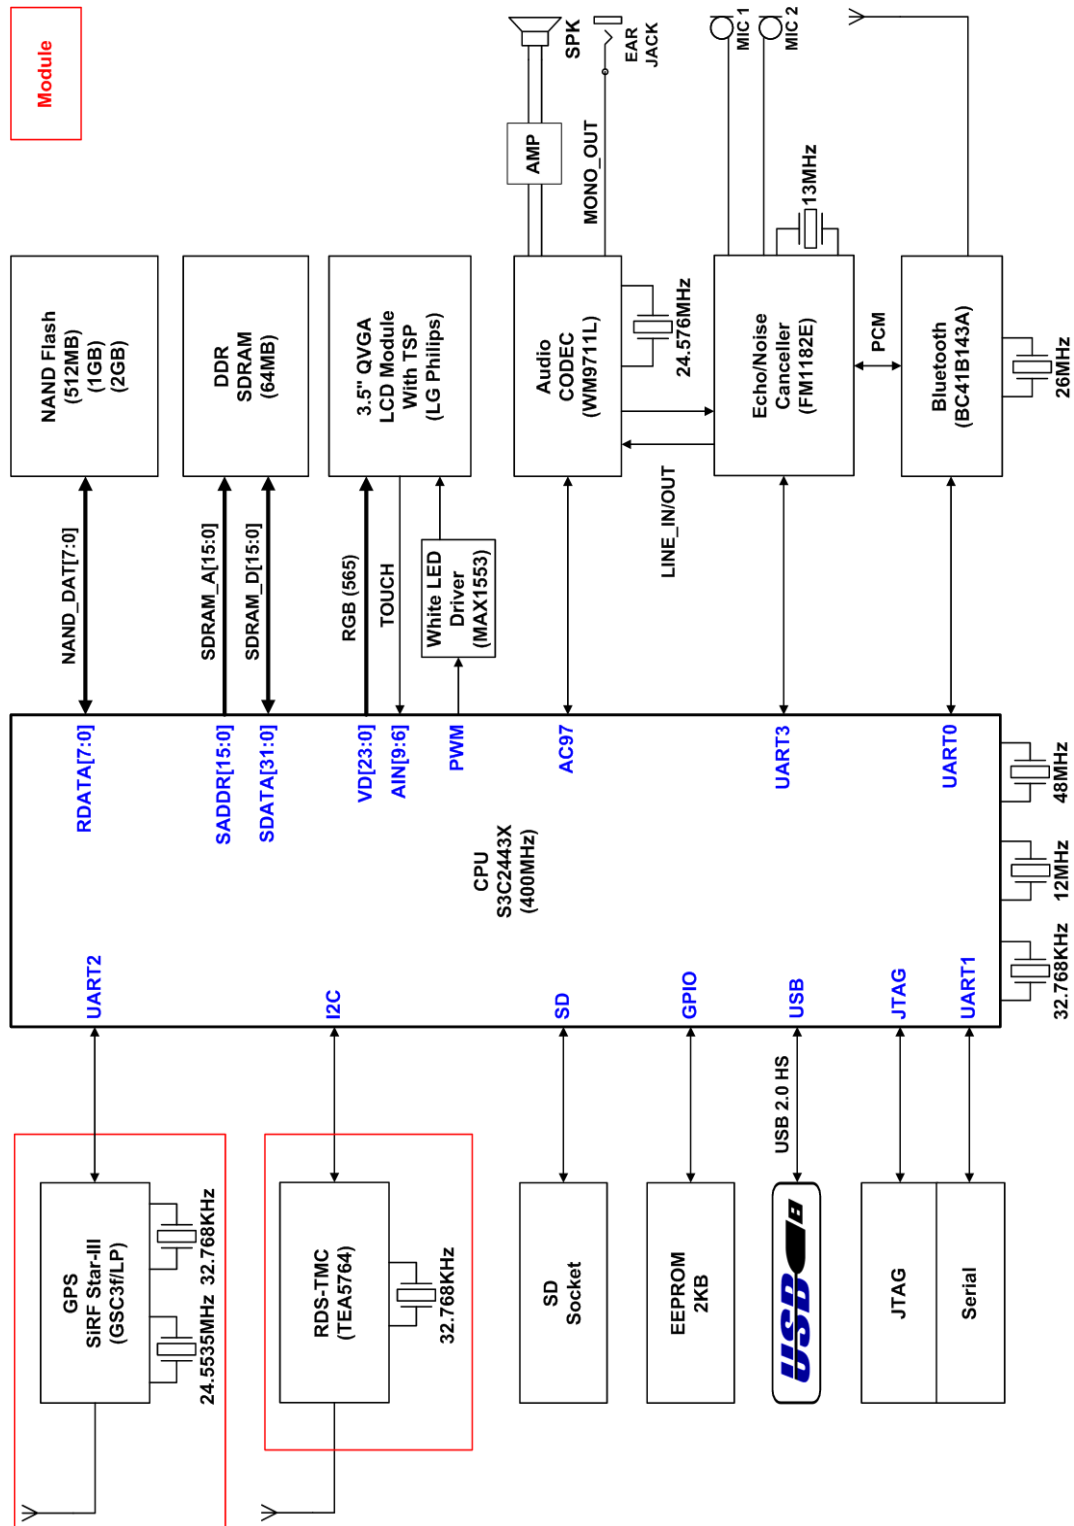 Module
NAND Flash
(512MB)
(1GB)
(2GB)
DDR
SDRAM
(64MB)
3.5" QVGA
LCD Module
With TSP
(LG Philips)
Audio
CODEC
(WM9711L)
24.576MHz
AMP
SPK
EAR
JACK
MONO_OUT
MIC 1
MIC 2
13MHz
Echo/Noise
Canceller
(FM1182E)
PCM
Bluetooth
(BC41B143A)
26MHz
LINE_IN/OUT
NAND_DAT[7:0]
SDRAM_A[15:0]
SDRAM_D[15:0]
RGB (565)
TOUCH
White LED
Driver
(MAX1553)
RDATA[7:0]
SADDR[15:0]
SDATA[31:0]
VD[23:0]
AIN[9:6]
PWM
AC97
UART3
UART0
CPU
S3C2443X
(400MHz)
48MHz
12MHz
32.768KHz
UART2
I2C
SD
GPIO
USB
JTAG
UART1
USB 2.0 HS
GPS
SiRF Star-III
(GSC3f/LP)
24.5535MHz
32.768KHz
RDS-TMC
(TEA5764)
32.768KHz
SD
Socket
EEPROM
2KB
USB
JTAG
Serial